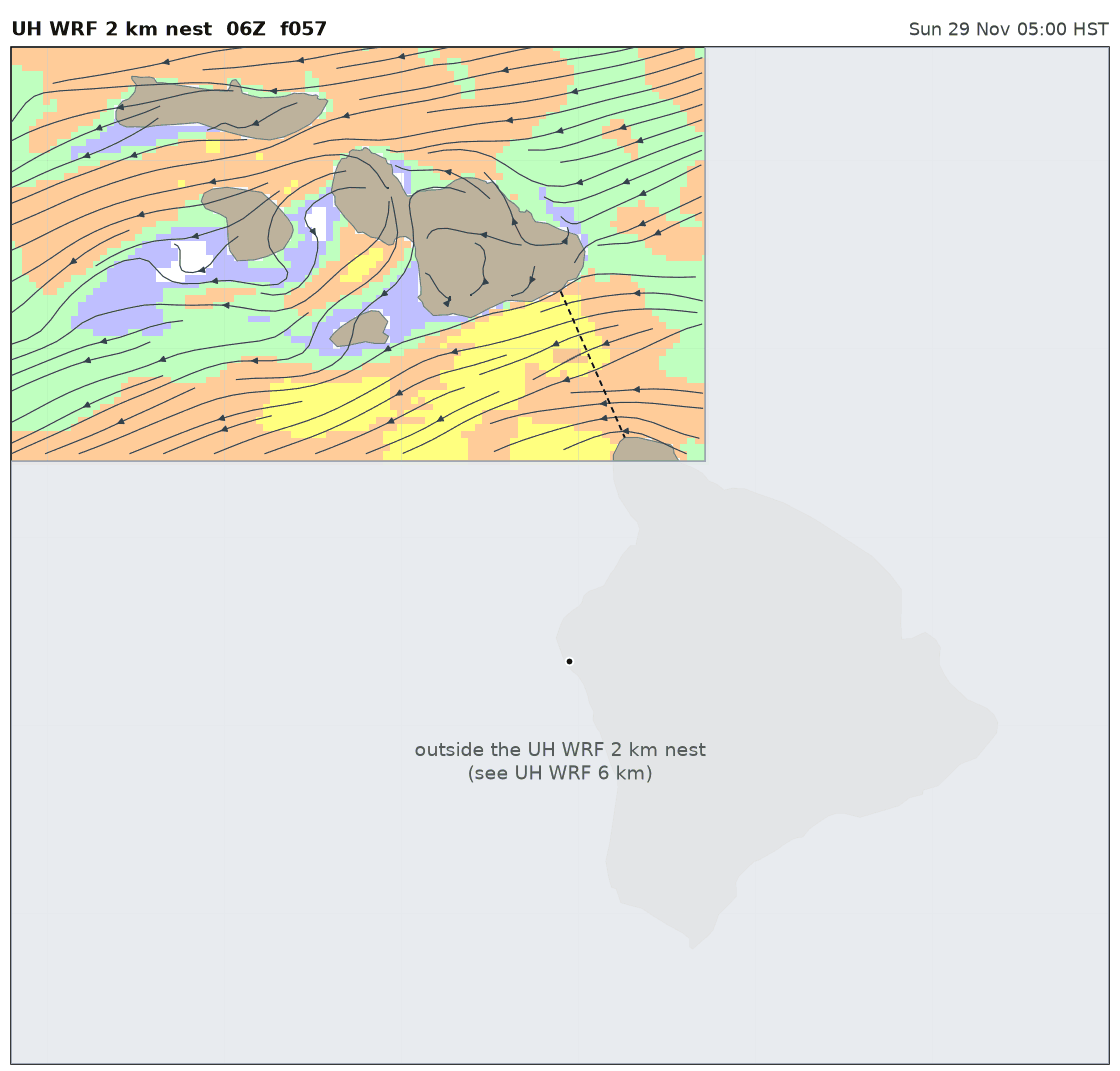 UH WRF 2 km nest  06Z  f057
Sun 29 Nov 05:00 HST
outside the UH WRF 2 km nest
(see UH WRF 6 km)